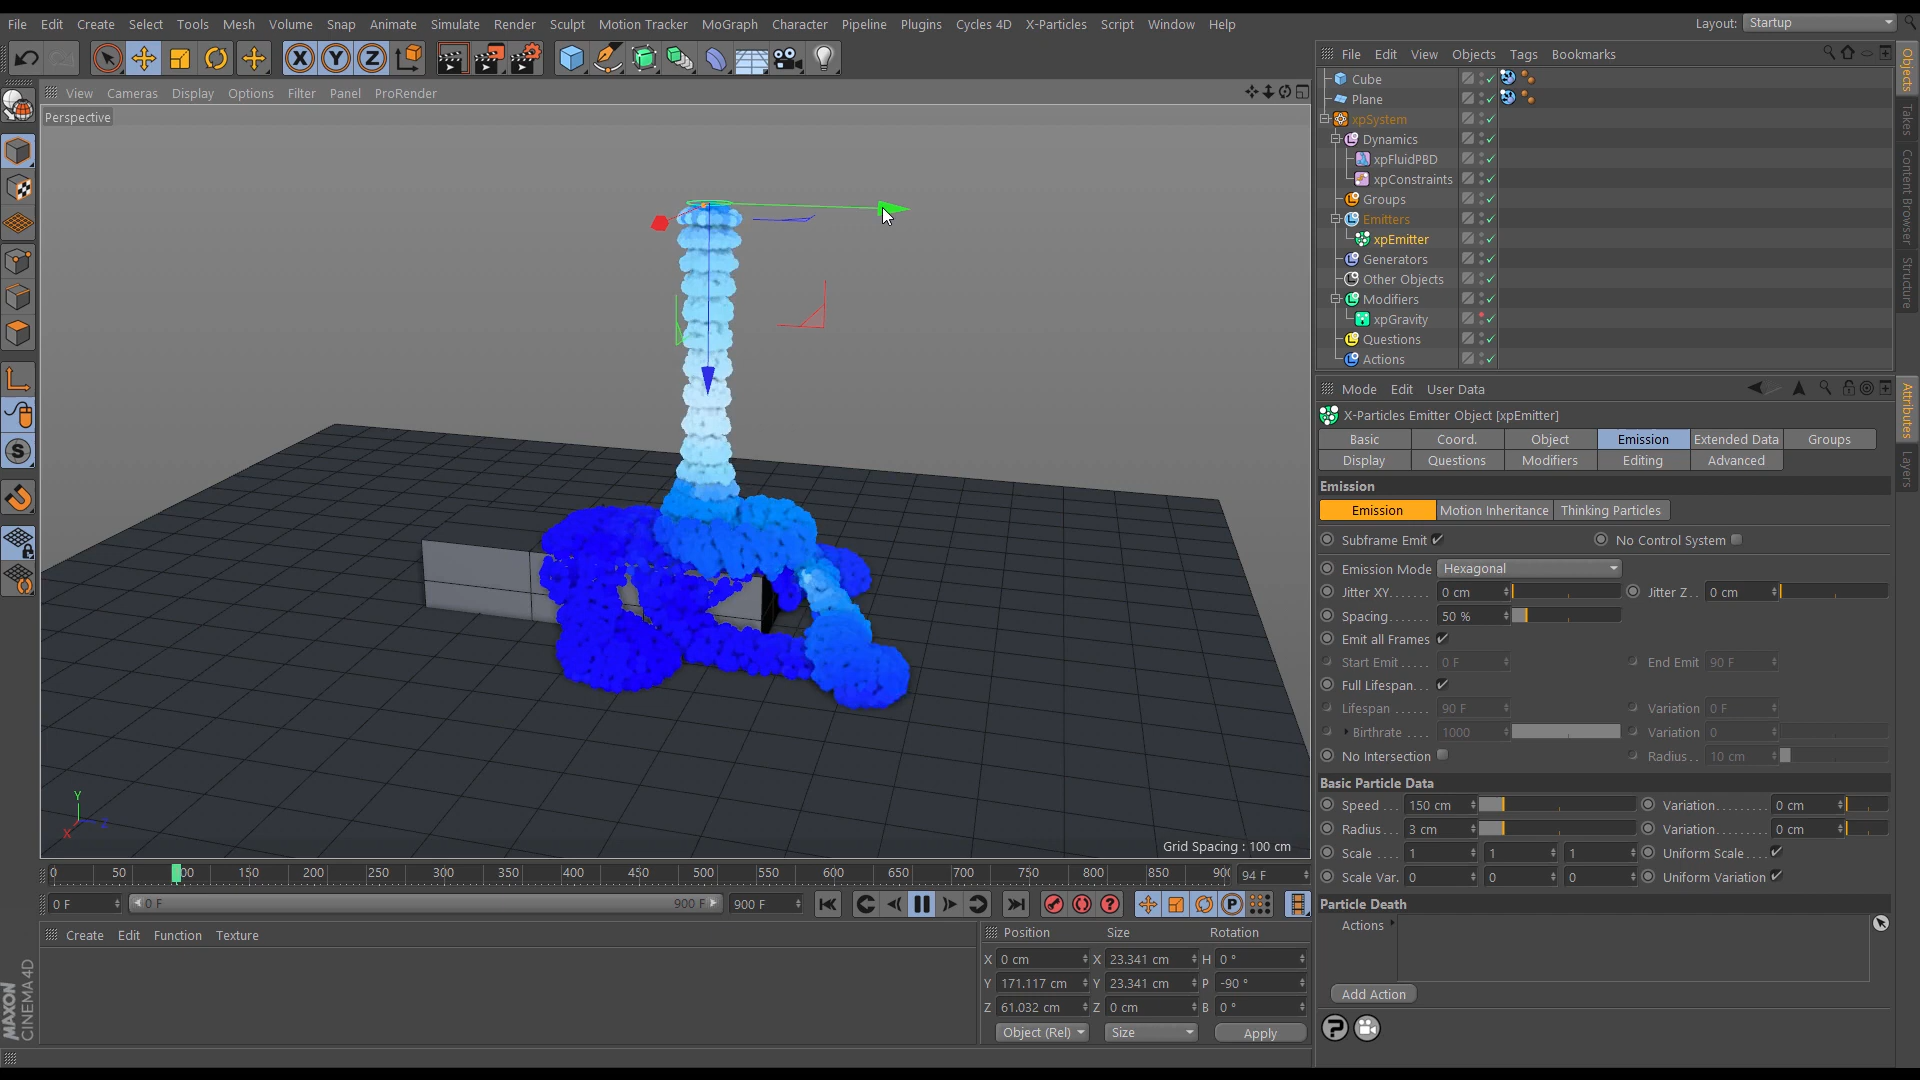 File Edit Create Select Tools Mesh Volume Snap Animate Simulate Render Sculpt Motion Tracker MoGraph Character Pipeline Plugins Cycles 4D X-Particles Script Window Help Layout: Startup
View Cameras Display Options Filter Panel ProRender
Perspective
File Edit View Objects Tags Bookmarks
Cube
Plane
xpSystem
Dynamics
xpFluidPBD
xpConstraints
Groups
Emitters
xpEmitter
Generators
Other Objects
Modifiers
xpGravity
Questions
Actions
Objects
Takes
Content Browser
Structure
Mode Edit User Data
X-Particles Emitter Object [xpEmitter]
Basic Coord. Object Emission Extended Data Groups
Display Questions Modifiers Editing Advanced
Attributes
Layers
Emission
Emission Motion Inheritance Thinking Particles
Subframe Emit No Control System
Emission Mode Hexagonal
Jitter XY....... 0 cm Jitter Z.. 0 cm
Spacing....... 50 %
Emit all Frames
Start Emit..... 0 F End Emit 90 F
Full Lifespan...
Lifespan...... 90 F Variation 0 F
Birthrate.... 1000 Variation 0
No Intersection Radius.. 10 cm
Basic Particle Data
Speed... 150 cm Variation......... 0 cm
Radius... 3 cm Variation......... 0 cm
Scale.... 1 1 1 Uniform Scale....
Scale Var. 0 0 0 Uniform Variation
Particle Death
Actions
Add Action
Y
X Z
Grid Spacing : 100 cm
0 50 00 150 200 250 300 350 400 450 500 550 600 650 700 750 800 850 90 94 F
0 F 0 F 900 F 900 F
Create Edit Function Texture
Position Size Rotation
X 0 cm X 23.341 cm H 0 °
Y 171.117 cm Y 23.341 cm P -90 °
Z 61.032 cm Z 0 cm B 0 °
Object (Rel) Size Apply
MAXON
CINEMA 4D